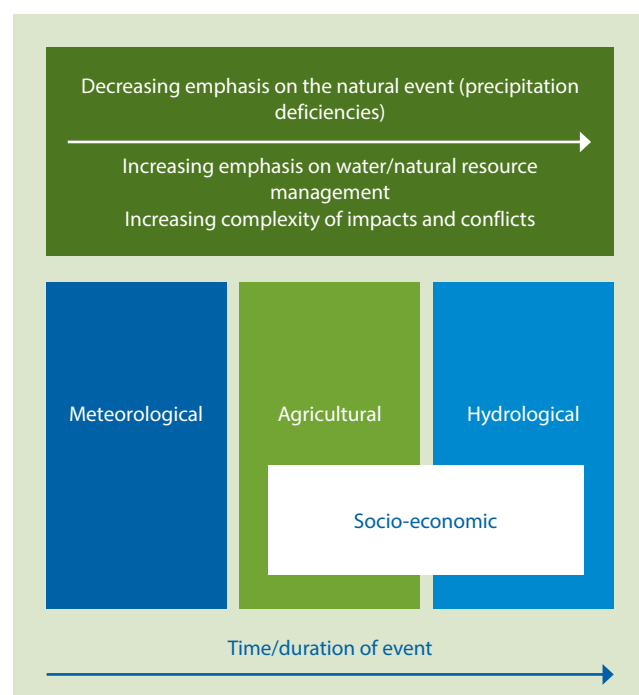 Decreasing emphasis on the natural event (precipitation
deficiencies)
Increasing emphasis on water/natural resource
management
Increasing complexity of impacts and conflicts
Meteorological
Agricultural
Hydrological
Socio-economic
Time/duration of event